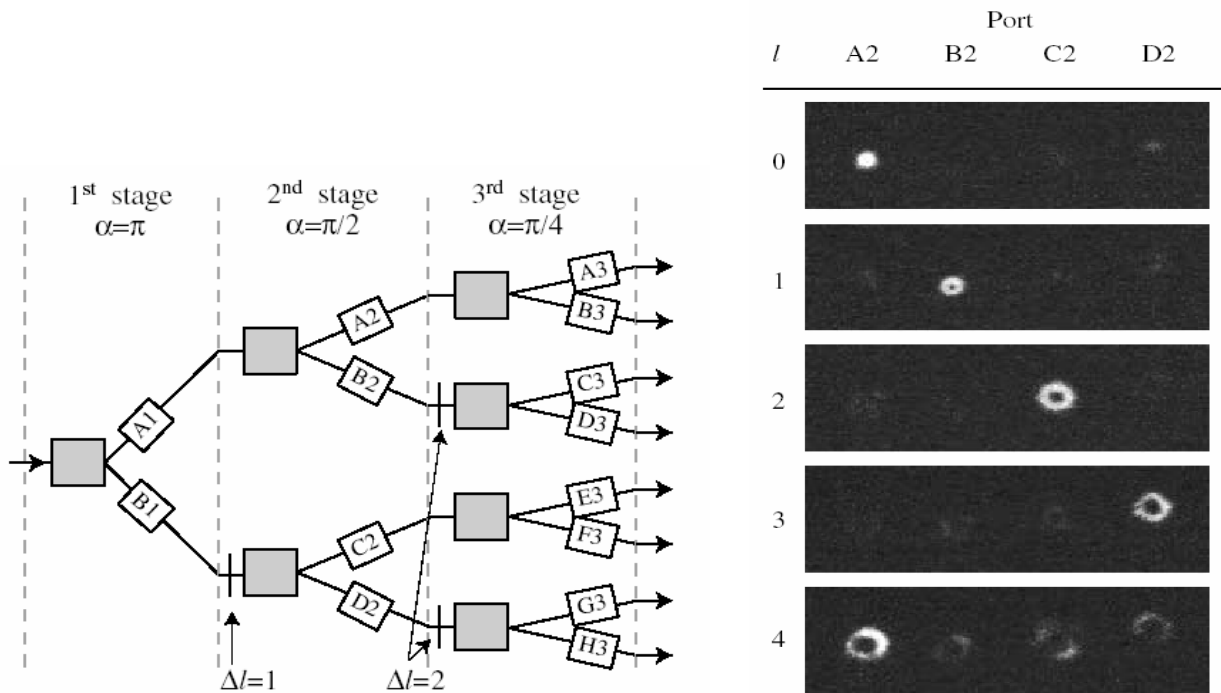 1st stage
α=π
2nd stage
α=π/2
3rd stage
α=π/4
A1
B1
A2
B2
C2
D2
A3
B3
C3
D3
E3
F3
G3
H3
Δl=1
Δl=2
Port
l A2 B2 C2 D2
0
1
2
3
4